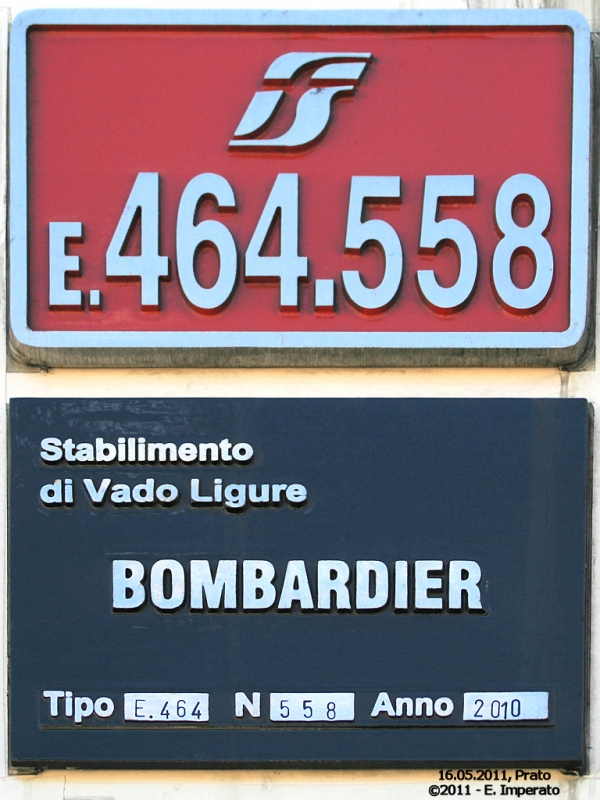 E.464.558
Stabilimento
di Vado Ligure
BOMBARDIER
Tipo E.464 N 558 Anno 2010
16.05.2011, Prato
©2011 - E. Imperato